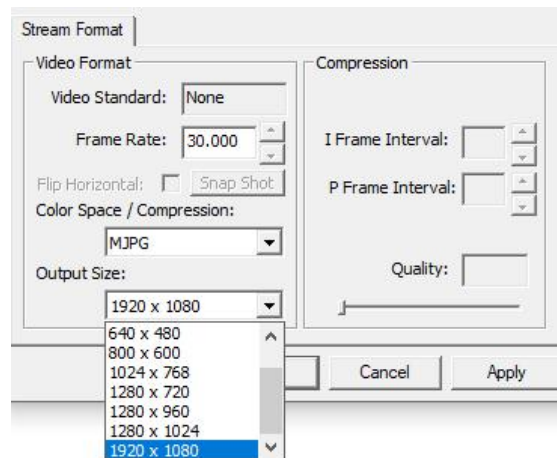 Stream Format
Video Format
Video Standard: None
Frame Rate: 30.000
Flip Horizontal: Snap Shot
Color Space / Compression:
MJPG
Output Size:
1920 x 1080
640 x 480
800 x 600
1024 x 768
1280 x 720
1280 x 960
1280 x 1024
1920 x 1080
Compression
I Frame Interval:
P Frame Interval:
Quality:
Cancel Apply